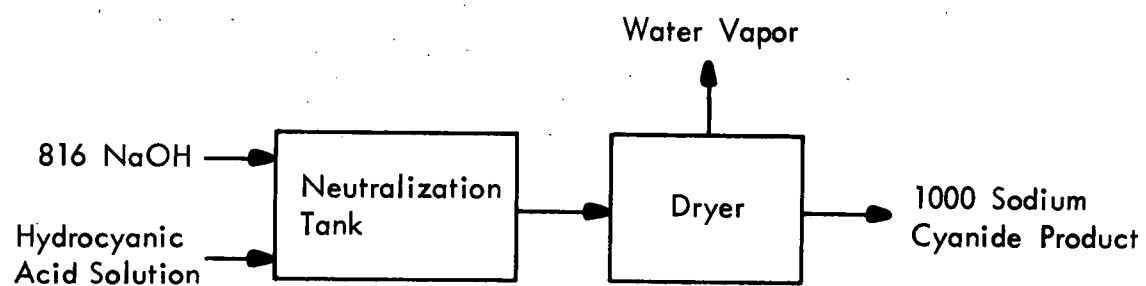 Water Vapor
816 NaOH
Hydrocyanic
Acid Solution
Neutralization
Tank
Dryer
1000 Sodium
Cyanide Product